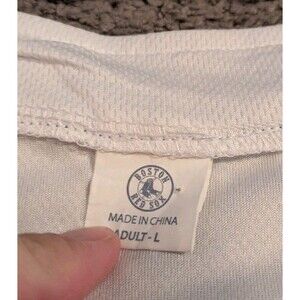 BOSTON
RED SOX
MADE IN CHINA
ADULT - L